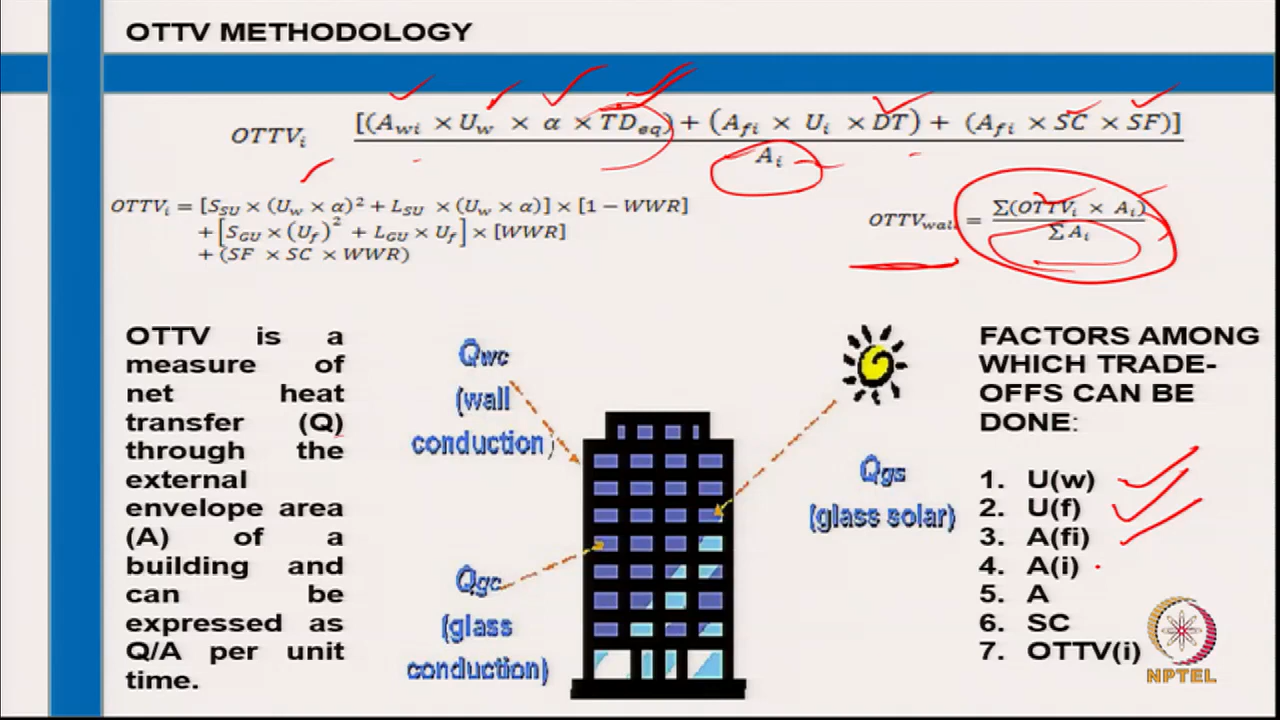 OTTV METHODOLOGY
OTTV_i [(A_wi × U_w × α × TD_eq) + (A_fi × U_i × DT) + (A_fi × SC × SF)]
A_i
OTTV_i = [S_SU × (U_w × α)² + L_SU × (U_w × α)] × [1 − WWR]
+ [S_GU × (U_f)² + L_GU × U_f] × [WWR]
+ (SF × SC × WWR)
OTTV_wall = Σ(OTTV_i × A_i)
Σ A_i
OTTV is a
measure of
net heat
transfer (Q)
through the
external
envelope area
(A) of a
building and
can be
expressed as
Q/A per unit
time.
Qwc
(wall
conduction)
Qgc
(glass
conduction)
Qgs
(glass solar)
FACTORS AMONG
WHICH TRADE-
OFFS CAN BE
DONE:
1. U(w)
2. U(f)
3. A(fi)
4. A(i)
5. A
6. SC
7. OTTV(i)
NPTEL